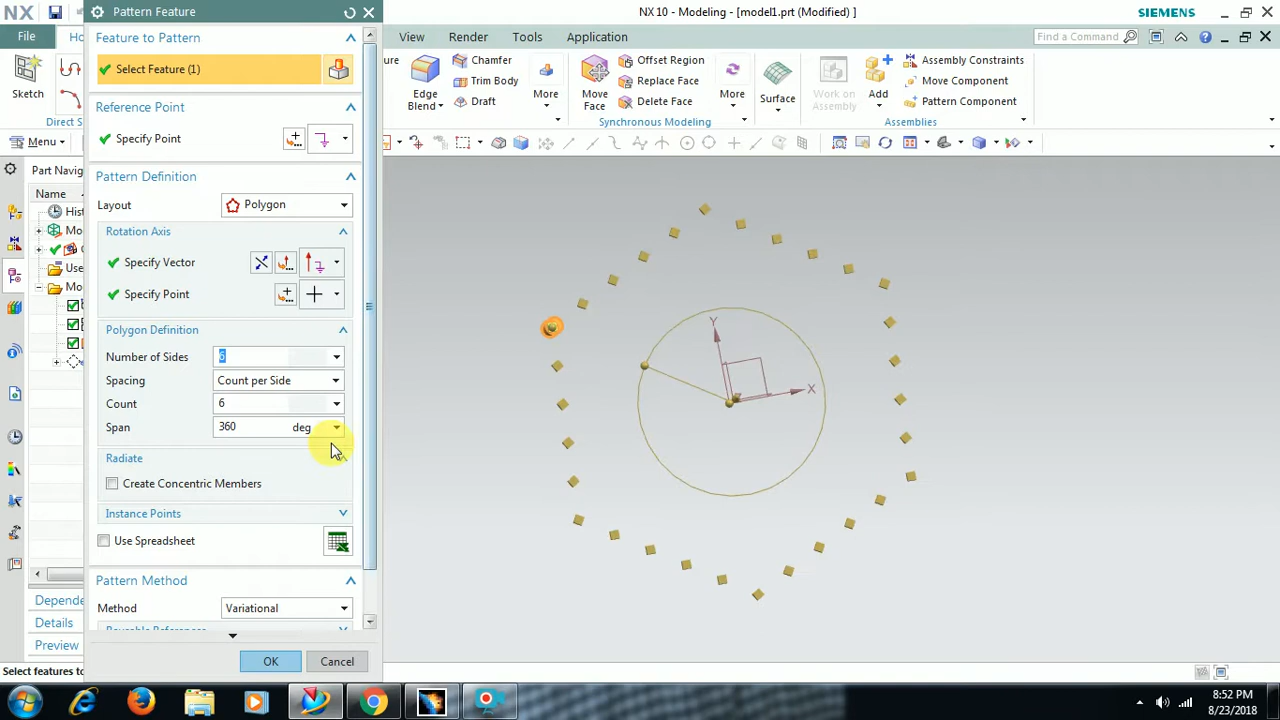 NX
Pattern Feature
NX 10 - Modeling - [model1.prt (Modified) ]
SIEMENS
File
View
Render
Tools
Application
Find a Command
Feature to Pattern
Select Feature (1)
Sketch
Edge
Blend
Chamfer
Trim Body
Draft
More
Move
Face
Offset Region
Replace Face
Delete Face
More
Surface
Work on
Assembly
Add
Assembly Constraints
Move Component
Pattern Component
Synchronous Modeling
Assemblies
Reference Point
Specify Point
Menu
Pattern Definition
Layout
Polygon
Part Navig
Name
Rotation Axis
Specify Vector
Specify Point
Polygon Definition
Number of Sides
6
Spacing
Count per Side
Count
6
Span
360
deg
Radiate
Create Concentric Members
Instance Points
Use Spreadsheet
Pattern Method
Method
Variational
Reusable References
Depende
Details
Preview
OK
Cancel
Y
X
Select features to
8:52 PM
8/23/2018